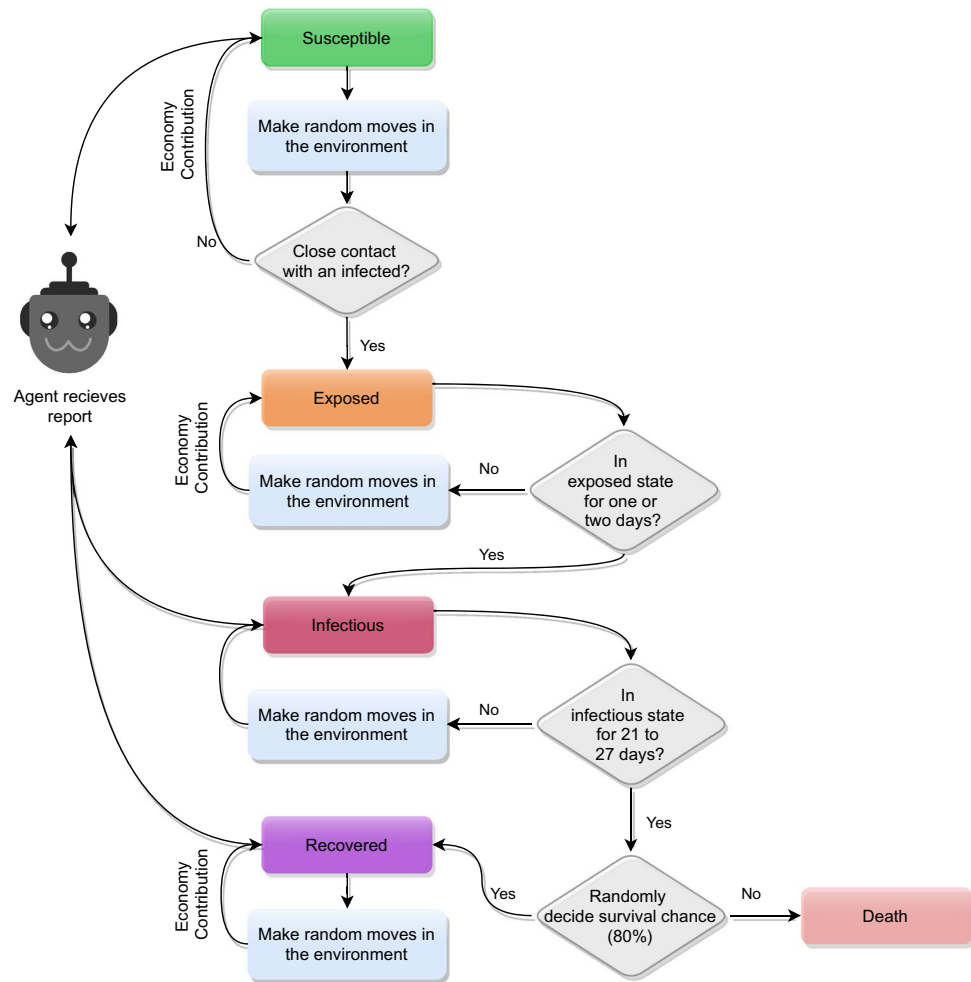 Susceptible
Economy
Contribution
Make random moves in
the environment
No
Close contact
with an infected?
Yes
Agent recieves
report
Exposed
Economy
Contribution
In
exposed state
for one or
two days?
No
Make random moves in
the environment
Yes
Infectious
In
infectious state
for 21 to
27 days?
No
Make random moves in
the environment
Yes
Recovered
Economy
Contribution
Make random moves in
the environment
Yes
Randomly
decide survival chance
(80%)
No
Death